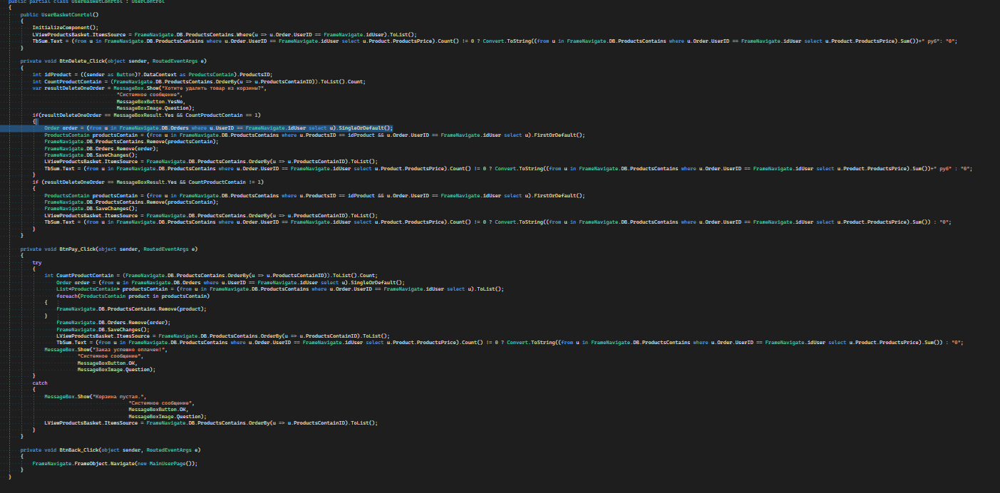 public partial class UserBasketConrtol : UserControl
{
public UserBasketConrtol()
{
InitializeComponent();
LViewProductsBasket.ItemsSource = FrameNavigate.DB.ProductsContains.Where(u => u.Order.UserID == FrameNavigate.idUser).ToList();
TbSum.Text = (from u in FrameNavigate.DB.ProductsContains where u.Order.UserID == FrameNavigate.idUser select u.Product.ProductsPrice).Count() != 0 ? Convert.ToString((from u in FrameNavigate.DB.ProductsContains where u.Order.UserID == FrameNavigate.idUser select u.Product.ProductsPrice).Sum())+" руб": "0";
}
private void BtnDelete_Click(object sender, RoutedEventArgs e)
{
int idProduct = ((sender as Button)?.DataContext as ProductsContain).ProductsID;
int CountProductContain = (FrameNavigate.DB.ProductsContains.OrderBy(u => u.ProductsContainID)).ToList().Count;
var resultDeleteOneOrder = MessageBox.Show("Хотите удалить товар из корзины?",
"Системное сообщение",
MessageBoxButton.YesNo,
MessageBoxImage.Question);
if(resultDeleteOneOrder == MessageBoxResult.Yes && CountProductContain == 1)
{
Order order = (from u in FrameNavigate.DB.Orders where u.UserID == FrameNavigate.idUser select u).SingleOrDefault();
ProductsContain productsContain = (from u in FrameNavigate.DB.ProductsContains where u.ProductsID == idProduct && u.Order.UserID == FrameNavigate.idUser select u).FirstOrDefault();
FrameNavigate.DB.ProductsContains.Remove(productsContain);
FrameNavigate.DB.Orders.Remove(order);
FrameNavigate.DB.SaveChanges();
LViewProductsBasket.ItemsSource = FrameNavigate.DB.ProductsContains.OrderBy(u => u.ProductsContainID).ToList();
TbSum.Text = (from u in FrameNavigate.DB.ProductsContains where u.Order.UserID == FrameNavigate.idUser select u.Product.ProductsPrice).Count() != 0 ? Convert.ToString((from u in FrameNavigate.DB.ProductsContains where u.Order.UserID == FrameNavigate.idUser select u.Product.ProductsPrice).Sum())+" руб" : "0";
}
if (resultDeleteOneOrder == MessageBoxResult.Yes && CountProductContain != 1)
{
ProductsContain productsContain = (from u in FrameNavigate.DB.ProductsContains where u.ProductsID == idProduct && u.Order.UserID == FrameNavigate.idUser select u).FirstOrDefault();
FrameNavigate.DB.ProductsContains.Remove(productsContain);
FrameNavigate.DB.SaveChanges();
LViewProductsBasket.ItemsSource = FrameNavigate.DB.ProductsContains.OrderBy(u => u.ProductsContainID).ToList();
TbSum.Text = (from u in FrameNavigate.DB.ProductsContains where u.Order.UserID == FrameNavigate.idUser select u.Product.ProductsPrice).Count() != 0 ? Convert.ToString((from u in FrameNavigate.DB.ProductsContains where u.Order.UserID == FrameNavigate.idUser select u.Product.ProductsPrice).Sum()) : "0";
}
}
private void BtnPay_Click(object sender, RoutedEventArgs e)
{
try
{
int CountProductContain = (FrameNavigate.DB.ProductsContains.OrderBy(u => u.ProductsContainID)).ToList().Count;
Order order = (from u in FrameNavigate.DB.Orders where u.UserID == FrameNavigate.idUser select u).SingleOrDefault();
List<ProductsContain> productsContain = (from u in FrameNavigate.DB.ProductsContains where u.Order.UserID == FrameNavigate.idUser select u).ToList();
foreach(ProductsContain product in productsContain)
{
FrameNavigate.DB.ProductsContains.Remove(product);
}
FrameNavigate.DB.Orders.Remove(order);
FrameNavigate.DB.SaveChanges();
LViewProductsBasket.ItemsSource = FrameNavigate.DB.ProductsContains.OrderBy(u => u.ProductsContainID).ToList();
TbSum.Text = (from u in FrameNavigate.DB.ProductsContains where u.Order.UserID == FrameNavigate.idUser select u.Product.ProductsPrice).Count() != 0 ? Convert.ToString((from u in FrameNavigate.DB.ProductsContains where u.Order.UserID == FrameNavigate.idUser select u.Product.ProductsPrice).Sum()) : "0";
MessageBox.Show("Заказ успешно оплачен!",
"Системное сообщение",
MessageBoxButton.OK,
MessageBoxImage.Question);
}
catch
{
MessageBox.Show("Корзина пустая.",
"Системное сообщение",
MessageBoxButton.OK,
MessageBoxImage.Question);
LViewProductsBasket.ItemsSource = FrameNavigate.DB.ProductsContains.OrderBy(u => u.ProductsContainID).ToList();
}
}
private void BtnBack_Click(object sender, RoutedEventArgs e)
{
FrameNavigate.FrameObject.Navigate(new MainUserPage());
}
}